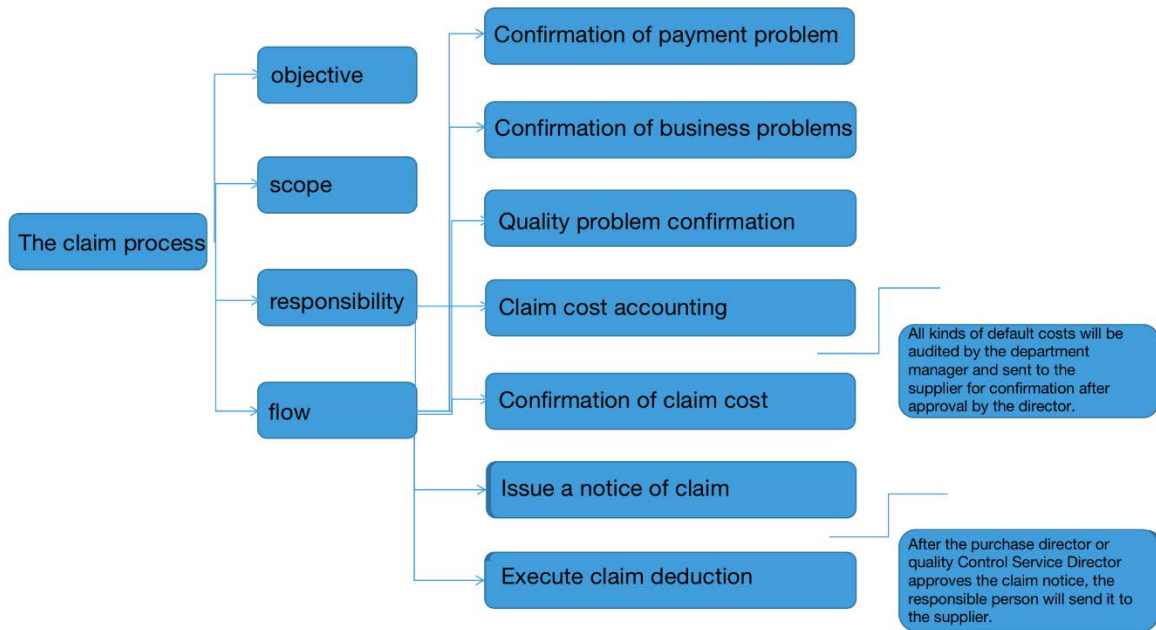 The claim process
objective
scope
responsibility
flow
Confirmation of payment problem
Confirmation of business problems
Quality problem confirmation
Claim cost accounting
Confirmation of claim cost
Issue a notice of claim
Execute claim deduction
All kinds of default costs will be
audited by the department
manager and sent to the
supplier for confirmation after
approval by the director.
After the purchase director or
quality Control Service Director
approves the claim notice, the
responsible person will send it to
the supplier.